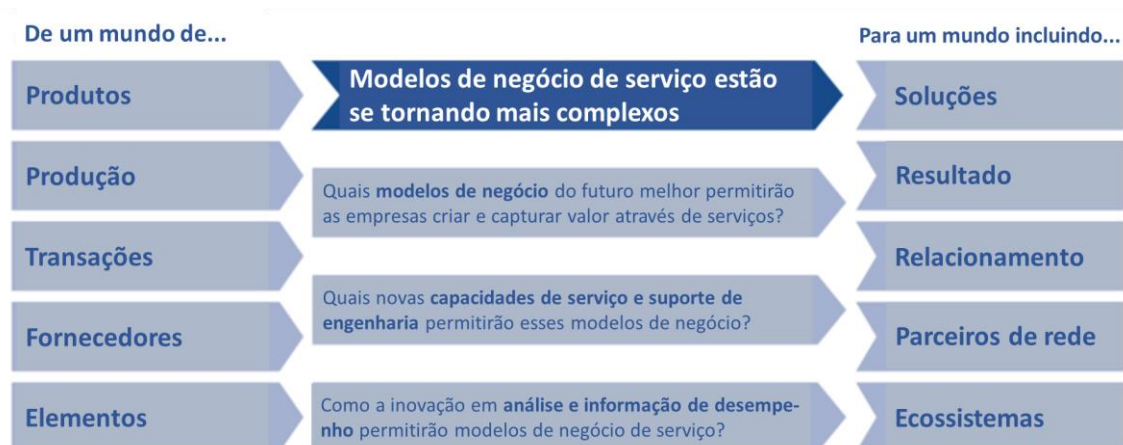 De um mundo de...
Para um mundo incluindo...
Produtos
Modelos de negócio de serviço estão
se tornando mais complexos
Soluções
Produção
Quais modelos de negócio do futuro melhor permitirão
as empresas criar e capturar valor através de serviços?
Resultado
Transações
Relacionamento
Quais novas capacidades de serviço e suporte de
engenharia permitirão esses modelos de negócio?
Fornecedores
Parceiros de rede
Elementos
Como a inovação em análise e informação de desempe-
nho permitirão modelos de negócio de serviço?
Ecossistemas